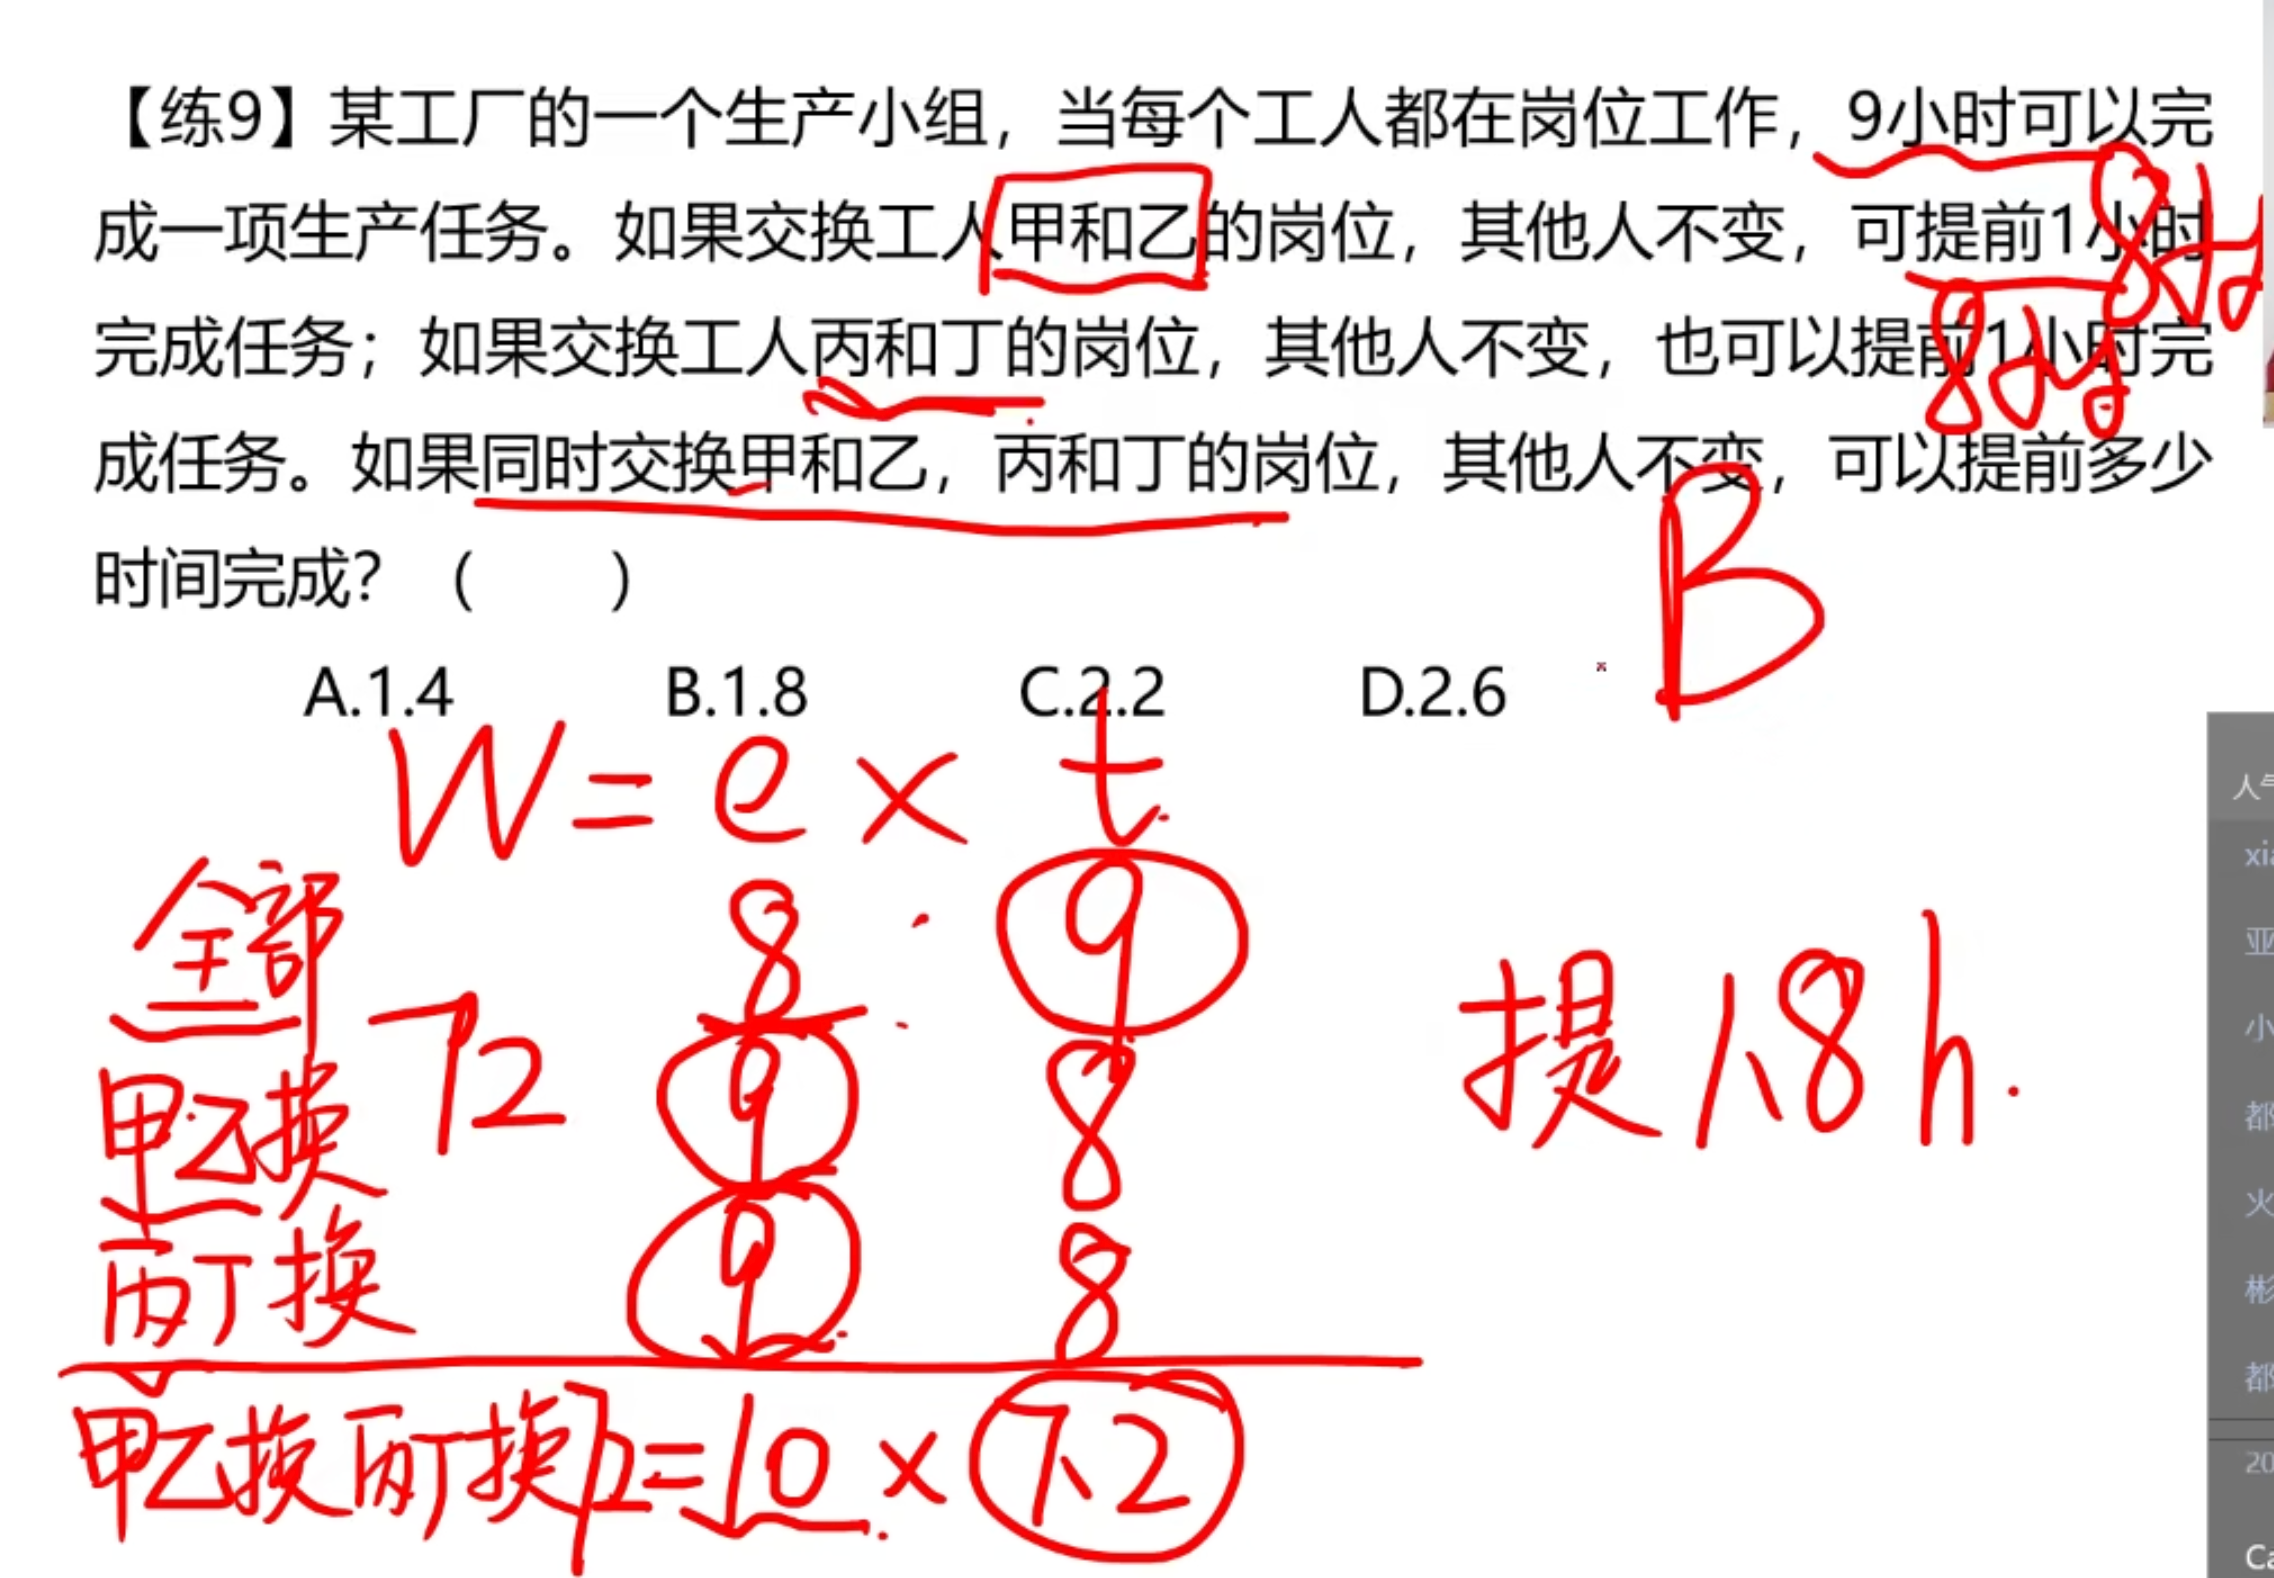 【练9】某工厂的一个生产小组，当每个工人都在岗位工作，9小时可以完
成一项生产任务。如果交换工人甲和乙的岗位，其他人不变，可提前1小时
完成任务；如果交换工人丙和丁的岗位，其他人不变，也可以提前1小时完
成任务。如果同时交换甲和乙，丙和丁的岗位，其他人不变，可以提前多少
时间完成？（　　）
A.1.4 B.1.8 C.2.2 D.2.6
B
W = e × t
全部 8 9
72
甲乙换 9 8
丙丁换 9 8
提1.8h.
甲乙换丙丁换72=10×7.2
人气
亚
小
都
火
彬
都
20